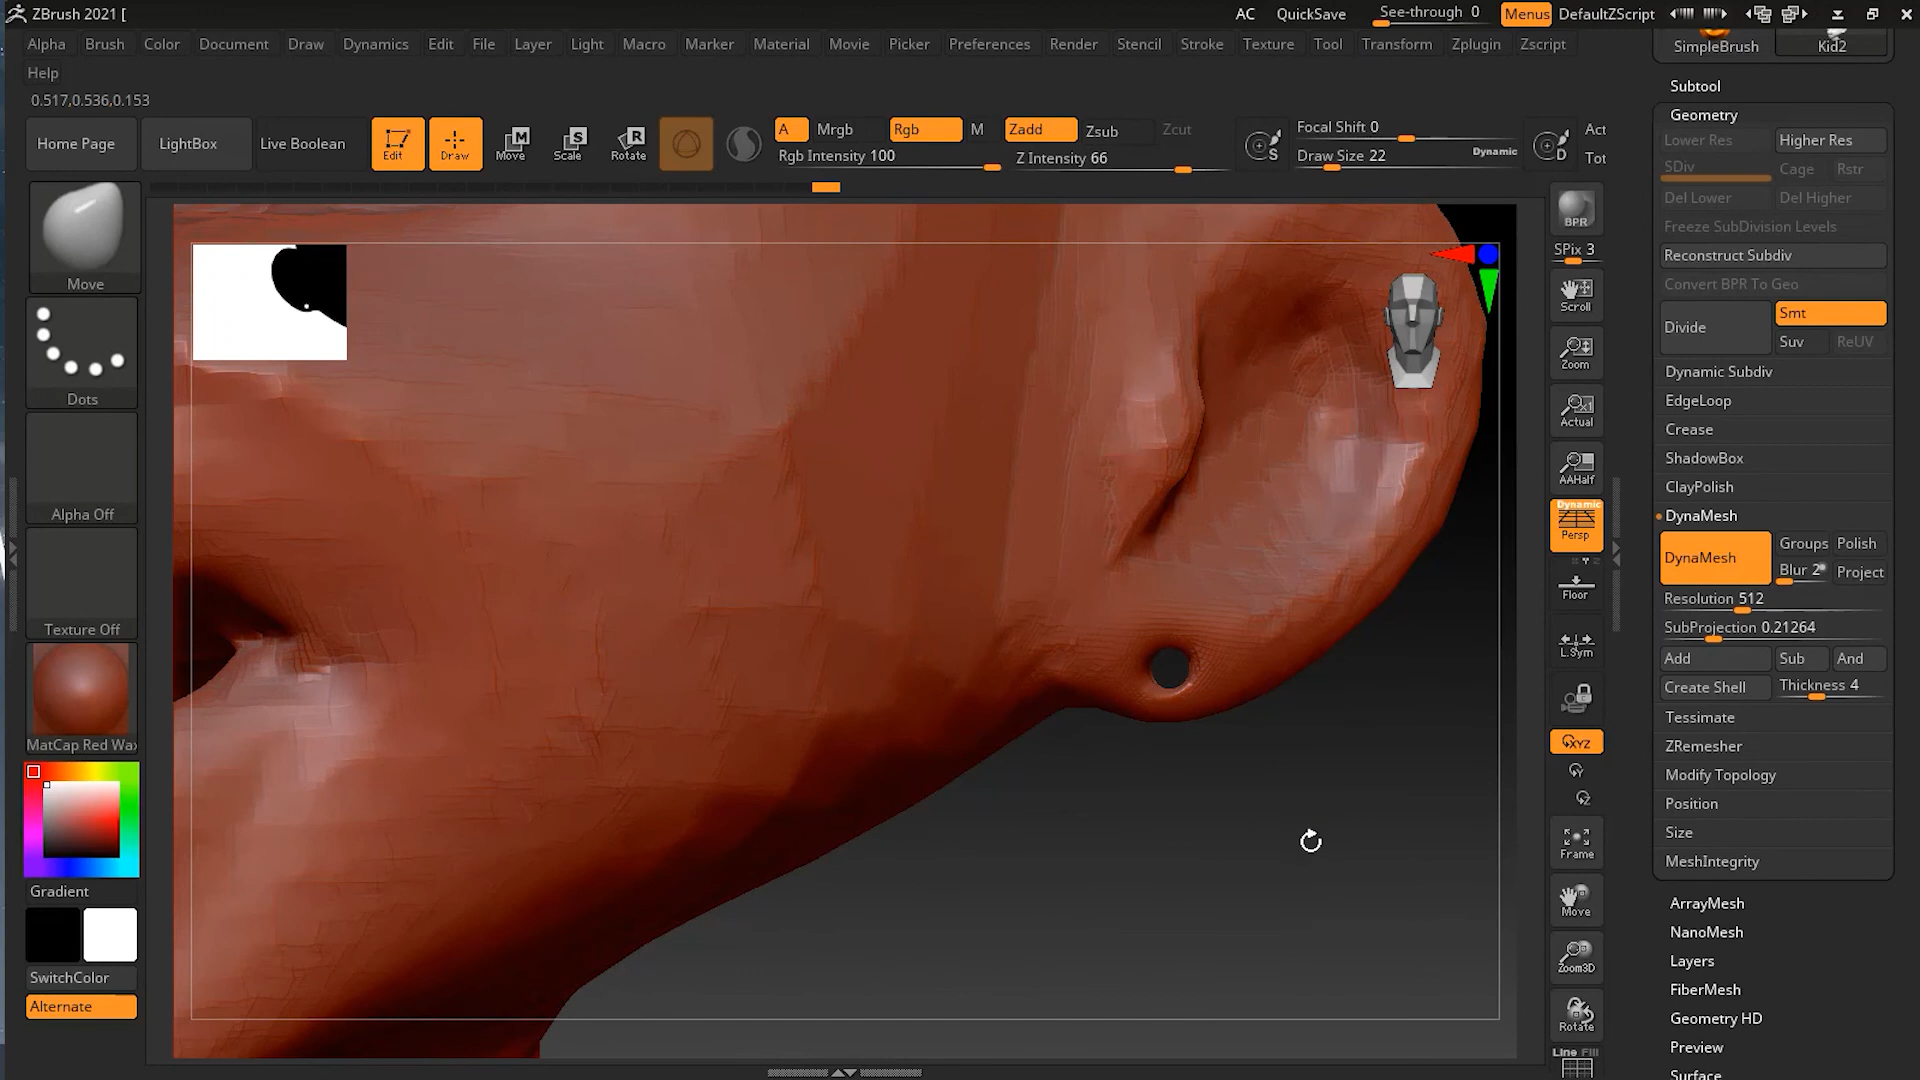 ZBrush 2021 [
AC QuickSave See-through 0 Menus DefaultZScript
Alpha Brush Color Document Draw Dynamics Edit File Layer Light Macro Marker Material Movie Picker Preferences Render Stencil Stroke Texture Tool Transform Zplugin Zscript
Help
0.517,0.536,0.153
Home Page
LightBox
Live Boolean
Edit
Draw
Move
M
Scale
S
Rotate
R
A Mrgb Rgb M Zadd Zsub Zcut
Rgb Intensity 100
Z Intensity 66
S
Focal Shift 0
Draw Size 22
Dynamic
D
Act
Tot
Move
Dots
Alpha Off
Texture Off
MatCap Red Wax
Gradient
SwitchColor
Alternate
BPR
SPix 3
Scroll
Zoom
Actual
AAHalf
Dynamic
Persp
Floor
L.Sym
XYZ
Y
Z
Frame
Move
Zoom3D
Rotate
Line Fill
SimpleBrush Kid2
Subtool
Geometry
Lower Res Higher Res
SDiv Cage Rstr
Del Lower Del Higher
Freeze SubDivision Levels
Reconstruct Subdiv
Convert BPR To Geo
Divide
Smt
Suv ReUV
Dynamic Subdiv
EdgeLoop
Crease
ShadowBox
ClayPolish
DynaMesh
DynaMesh
Groups Polish
Blur 2 Project
Resolution 512
SubProjection 0.21264
Add Sub And
Create Shell Thickness 4
Tessimate
ZRemesher
Modify Topology
Position
Size
MeshIntegrity
ArrayMesh
NanoMesh
Layers
FiberMesh
Geometry HD
Preview
Surface